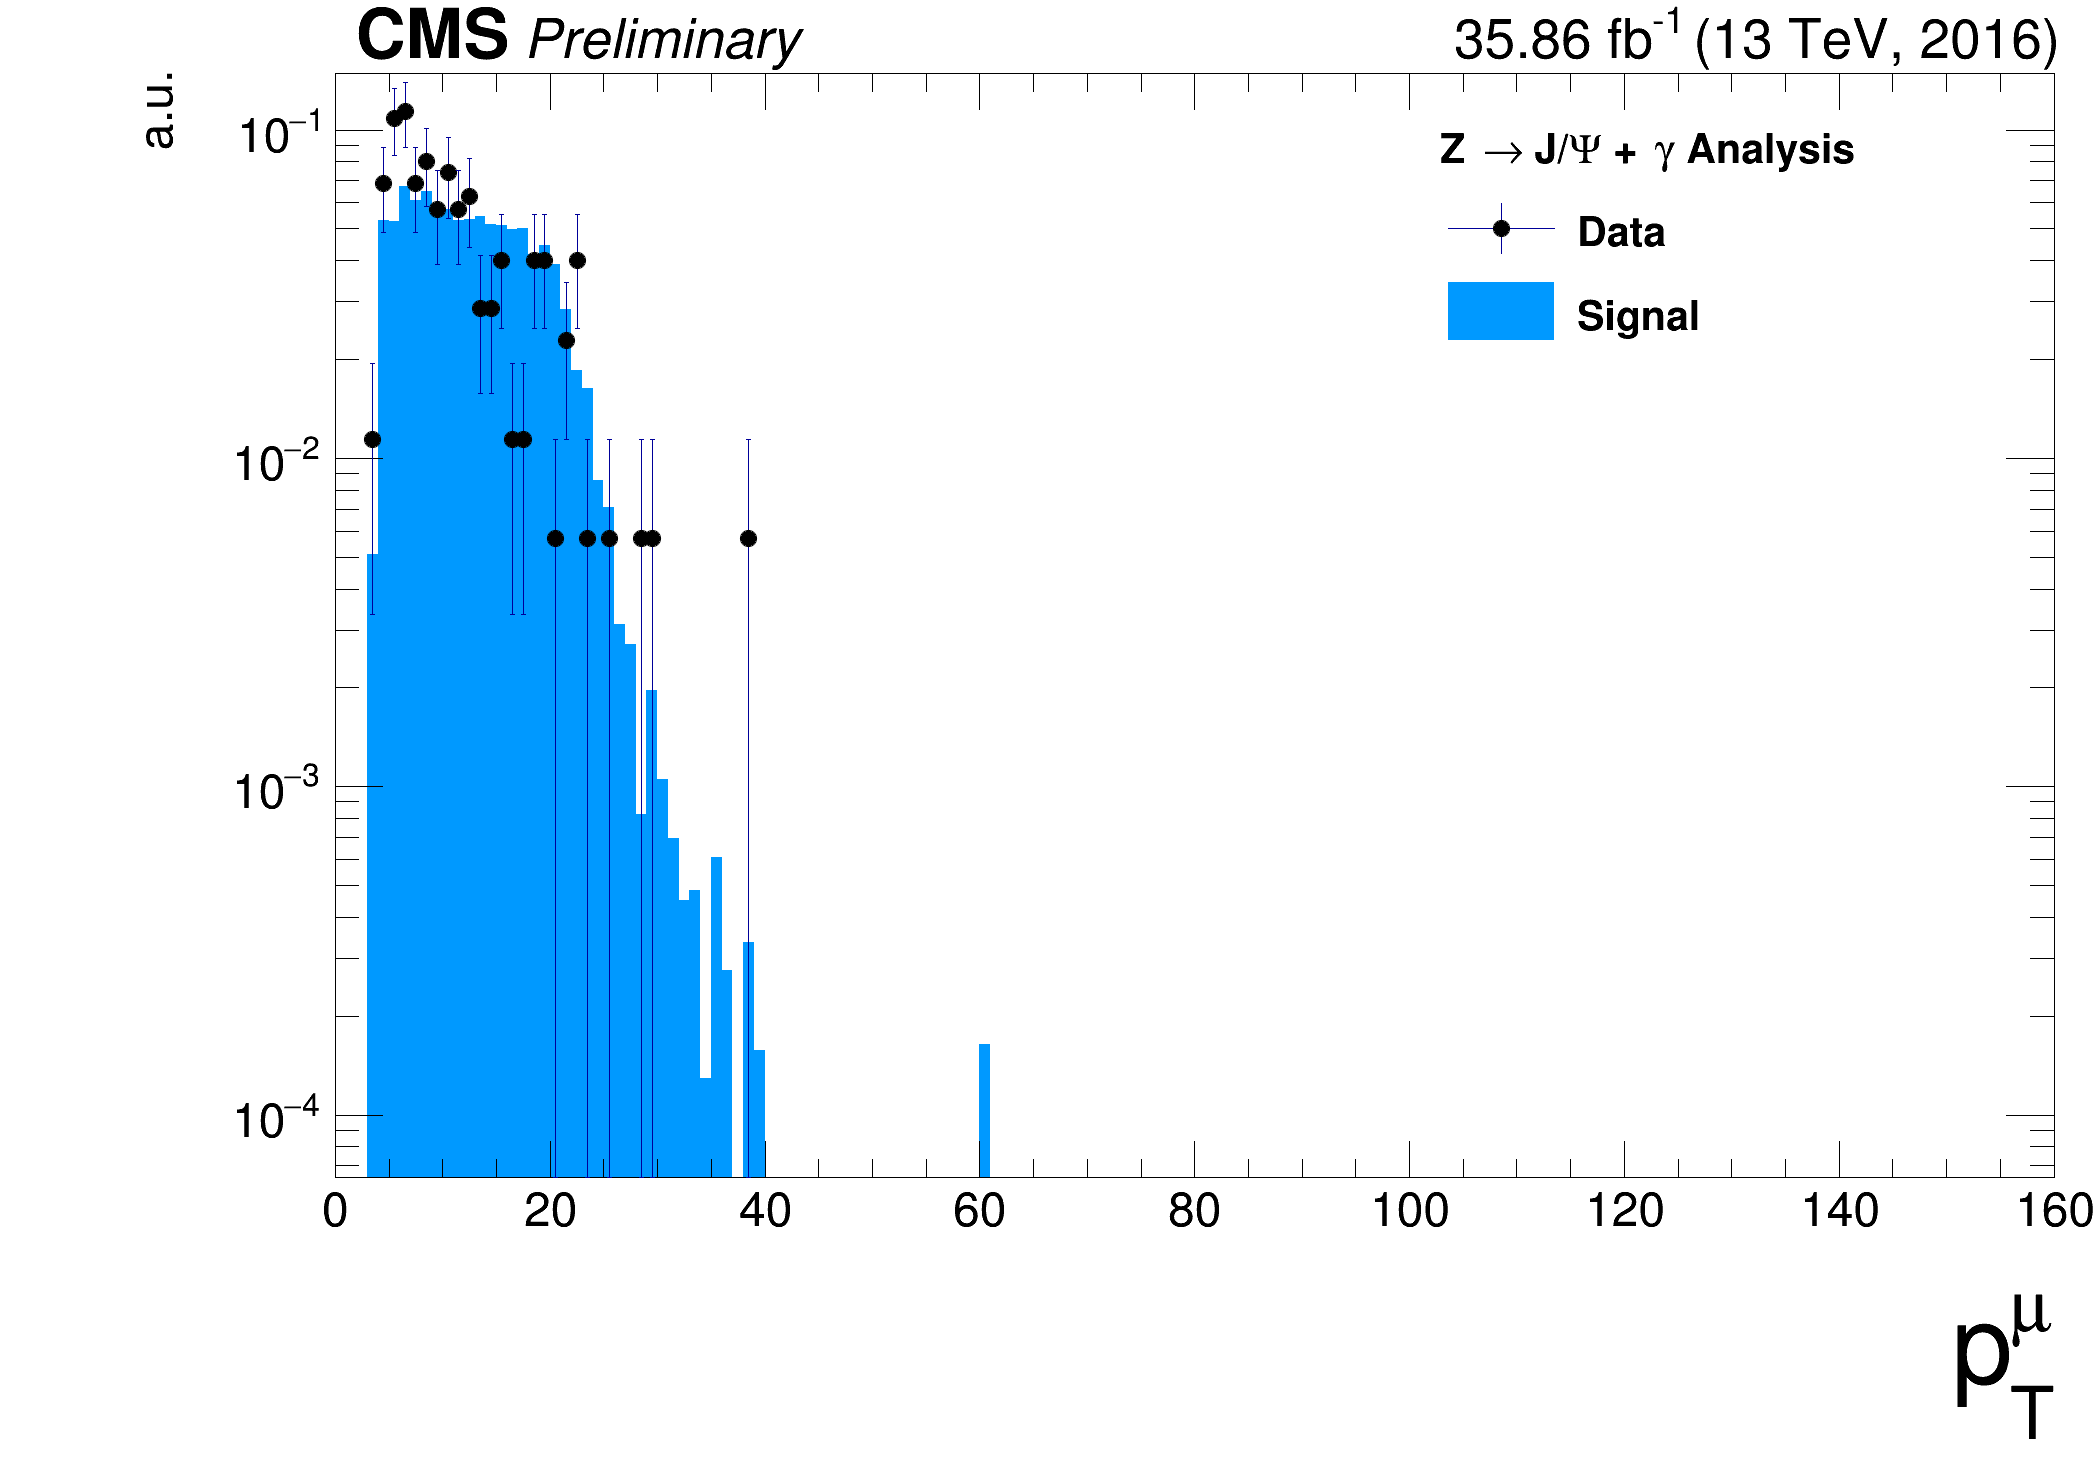 CMS Preliminary 35.86 fb⁻¹ (13 TeV, 2016)
a.u.
Z → J/Ψ + γ Analysis
Data
Signal
10⁻¹
10⁻²
10⁻³
10⁻⁴
0 20 40 60 80 100 120 140 160
p_T^μ